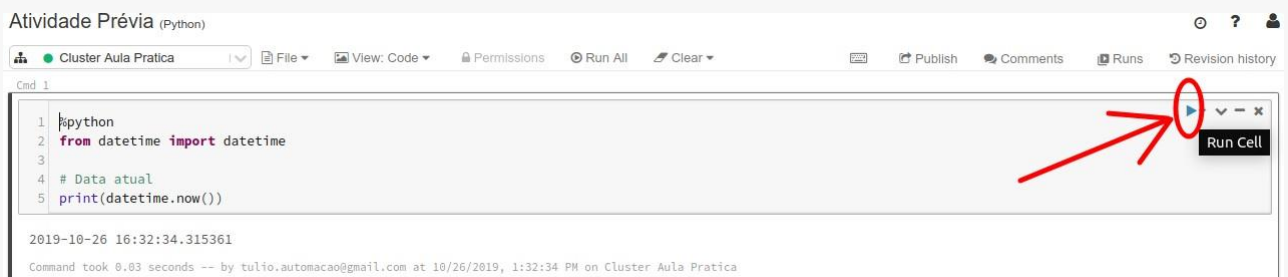 Atividade Prévia (Python)
?
Cluster Aula Pratica File View: Code Permissions Run All Clear Publish Comments Runs Revision history
Cmd 1
1 %python
2 from datetime import datetime
3
4 # Data atual
5 print(datetime.now())
Run Cell
2019-10-26 16:32:34.315361
Command took 0.03 seconds -- by tulio.automacao@gmail.com at 10/26/2019, 1:32:34 PM on Cluster Aula Pratica